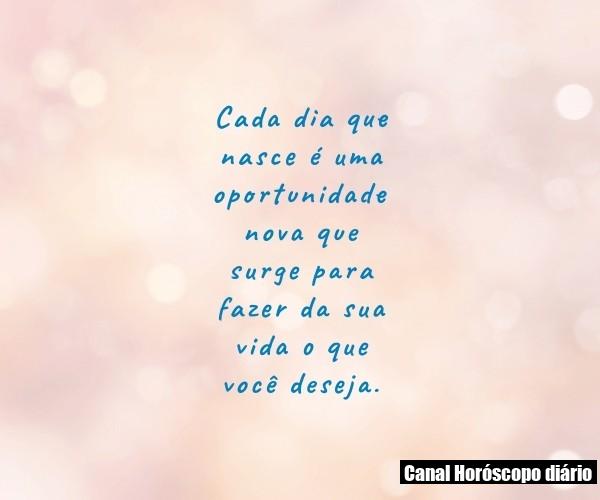 Cada dia que
nasce é uma
oportunidade
nova que
surge para
fazer da sua
vida o que
você deseja.
Canal Horóscopo diário